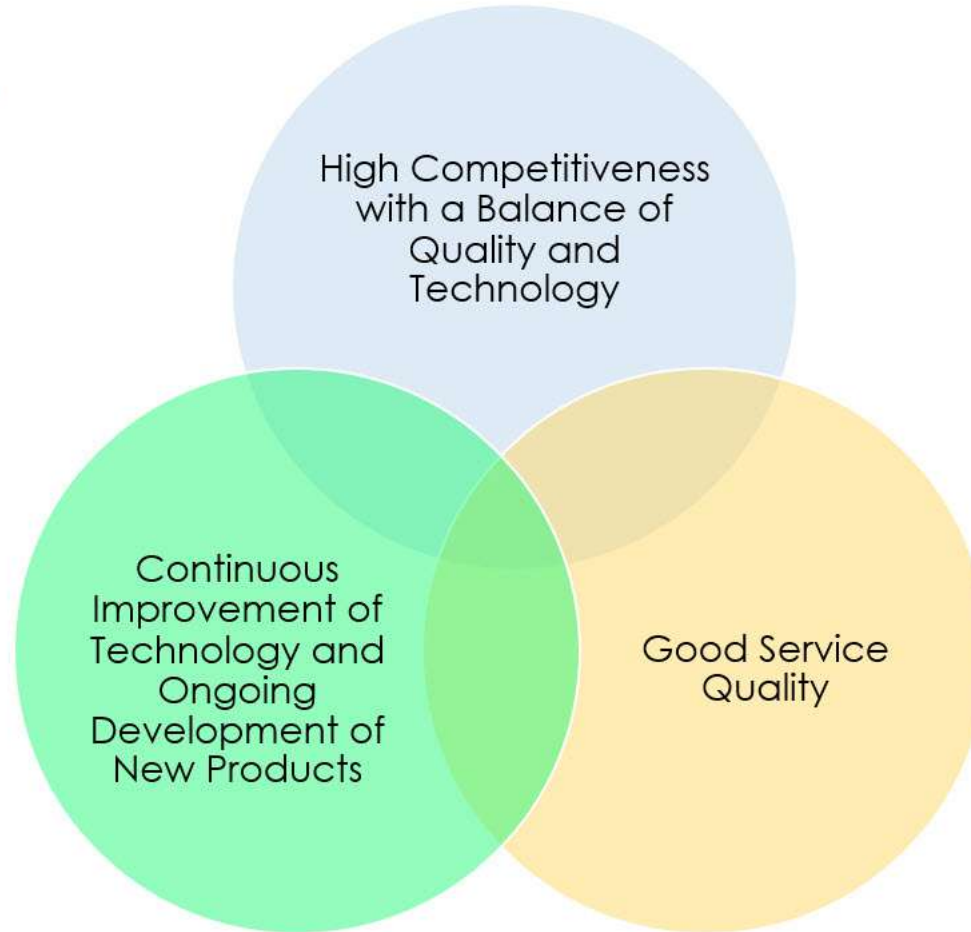 High Competitiveness
with a Balance of
Quality and
Technology
Continuous
Improvement of
Technology and
Ongoing
Development of
New Products
Good Service
Quality